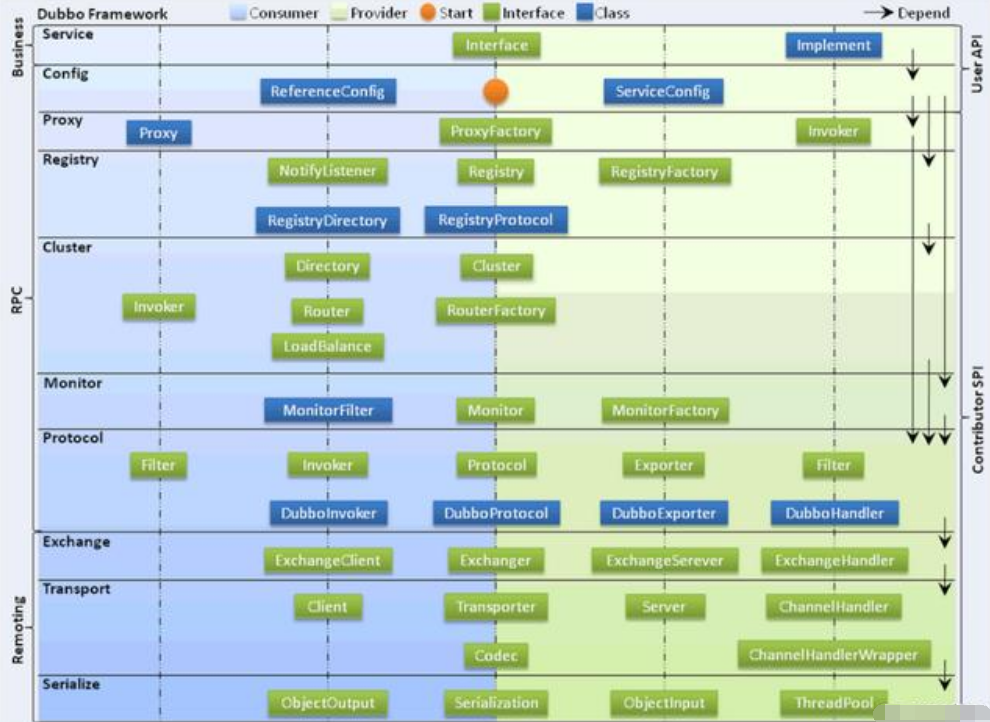 Dubbo Framework Consumer Provider Start Interface Class Depend
Business
Service
Interface Implement
User API
Config
ReferenceConfig ServiceConfig
RPC
Proxy
Proxy ProxyFactory Invoker
Contributor SPI
Registry
NotifyListener Registry RegistryFactory
RegistryDirectory RegistryProtocol
Cluster
Directory Cluster
Invoker Router RouterFactory
LoadBalance
Monitor
MonitorFilter Monitor MonitorFactory
Protocol
Filter Invoker Protocol Exporter Filter
DubboInvoker DubboProtocol DubboExporter DubboHandler
Remoting
Exchange
ExchangeClient Exchanger ExchangeSerever ExchangeHandler
Transport
Client Transporter Server ChannelHandler
Codec ChannelHandlerWrapper
Serialize
ObjectOutput Serialization ObjectInput ThreadPool